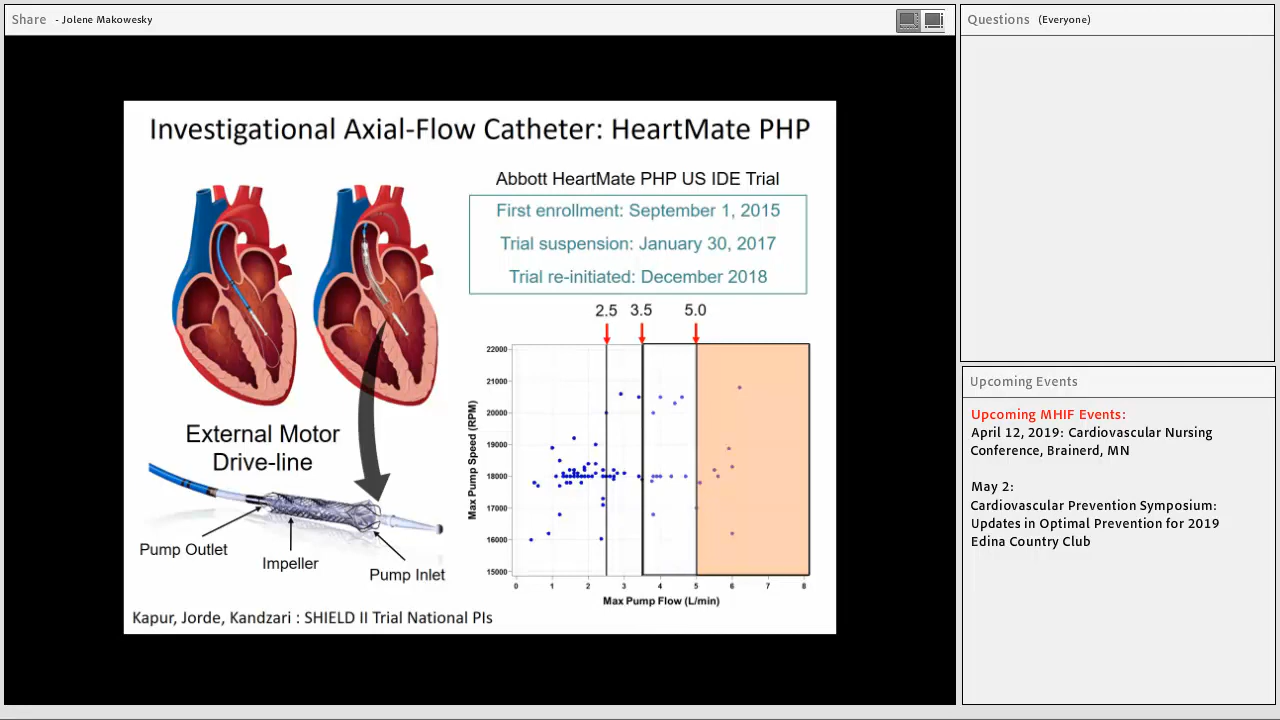 Share - Jolene Makowesky
Investigational Axial-Flow Catheter: HeartMate PHP
Abbott HeartMate PHP US IDE Trial
First enrollment: September 1, 2015
Trial suspension: January 30, 2017
Trial re-initiated: December 2018
2.5 3.5 5.0
22000
21000
20000
19000
18000
17000
16000
15000
Max Pump Speed (RPM)
0 1 2 3 4 5 6 7 8
Max Pump Flow (L/min)
External Motor
Drive-line
Pump Outlet
Impeller
Pump Inlet
Kapur, Jorde, Kandzari : SHIELD II Trial National PIs
Questions (Everyone)
Upcoming Events
Upcoming MHIF Events:
April 12, 2019: Cardiovascular Nursing
Conference, Brainerd, MN
May 2:
Cardiovascular Prevention Symposium:
Updates in Optimal Prevention for 2019
Edina Country Club